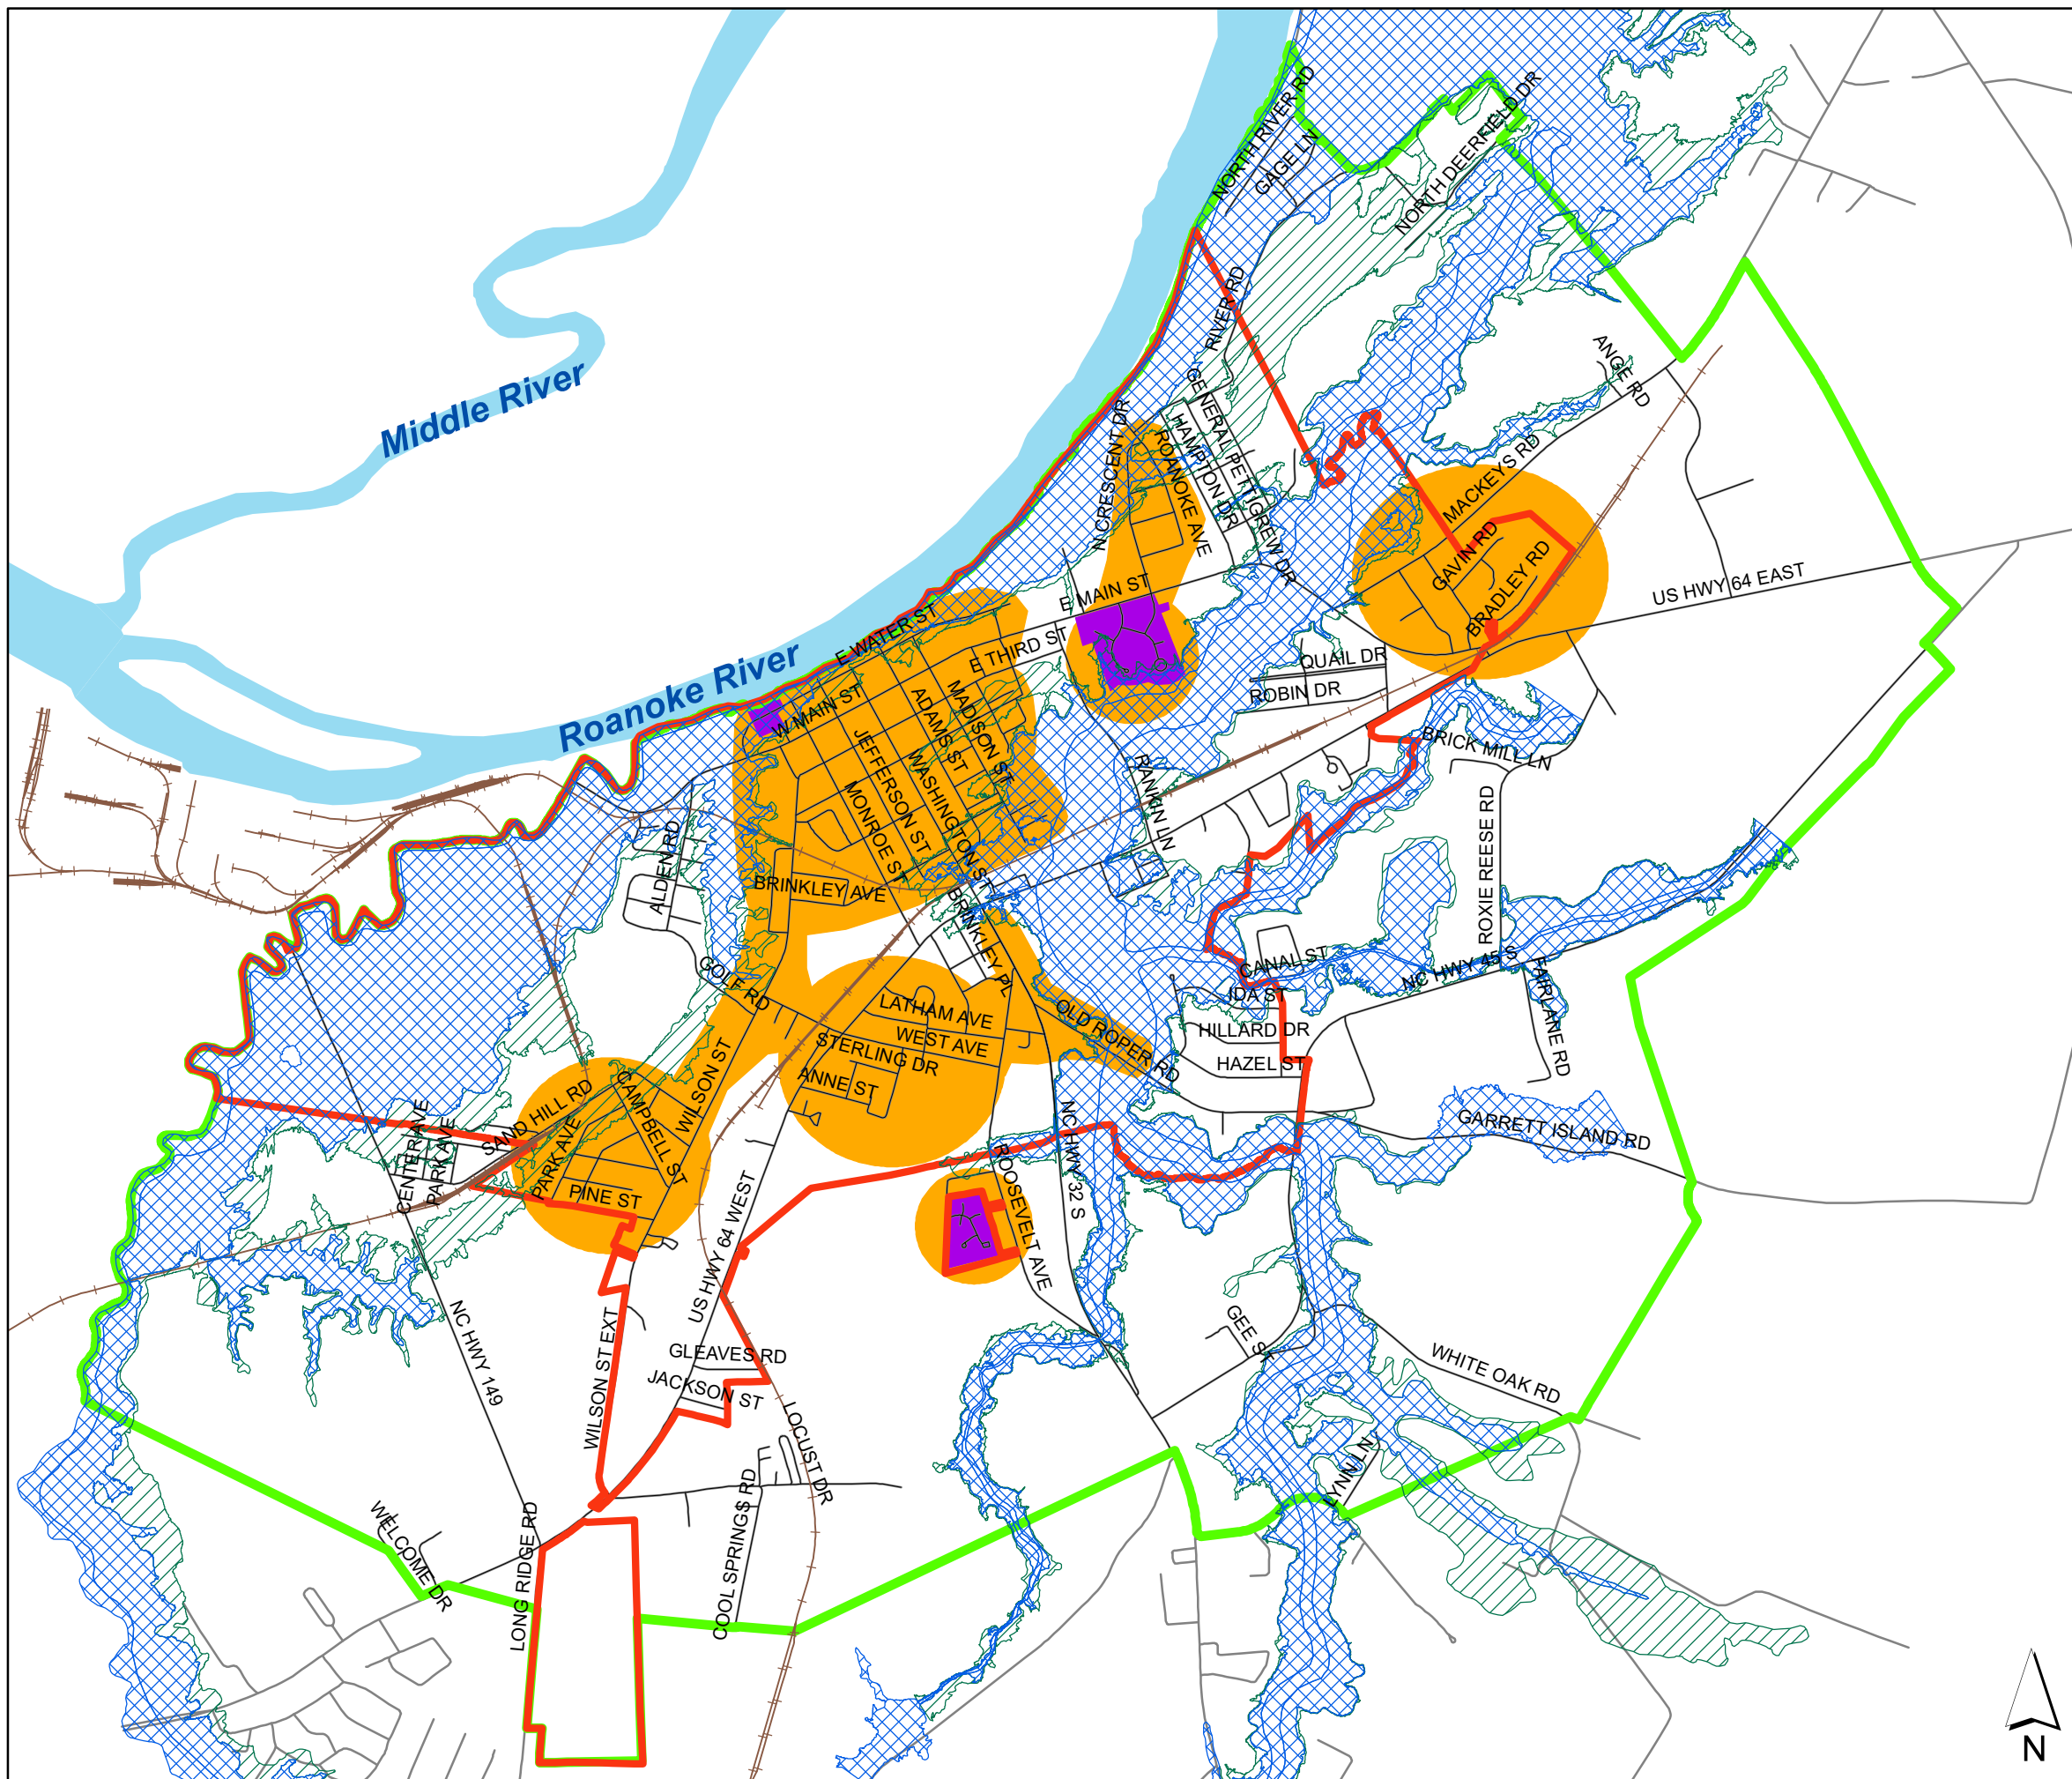 NORTH RIVER RD
GAGE LN
NORTH DEERFIELD DR
RIVER RD
ANGE RD
Middle River
GENERAL PETTIGREW DR
N CRESCENT DR
HAMPTON DR
ROANOKE AVE
MACKEYS RD
GAVIN RD
BRADLEY RD
US HWY 64 EAST
E MAIN ST
E WATER ST
E THIRD ST
QUAIL DR
ROBIN DR
Roanoke River
W MAIN ST
MADISON ST
ADAMS ST
JEFFERSON ST
WASHINGTON ST
MONROE ST
RANKIN LN
BRICK MILL LN
ROXIE REESE RD
ALDEN RD
BRINKLEY AVE
BRINKLEY PL
GOLF RD
CANAL ST
NC HWY 45 S
FAIRLANE RD
IDA ST
LATHAM AVE
WEST AVE
OLD ROPER RD
HILLARD DR
STERLING DR
HAZEL ST
ANNE ST
WILSON ST
CAMPBELL ST
SAND HILL RD
CENTER AVE
PARK AVE
PARK AVE
PINE ST
NC HWY 32 S
GARRETT ISLAND RD
ROOSEVELT AVE
US HWY 64 WEST
NC HWY 149
WILSON ST EXT
GLEAVES RD
JACKSON ST
GEE ST
WHITE OAK RD
LOCUST DR
LYNN LN
COOL SPRINGS RD
WELCOME DR
LONG RIDGE RD
N